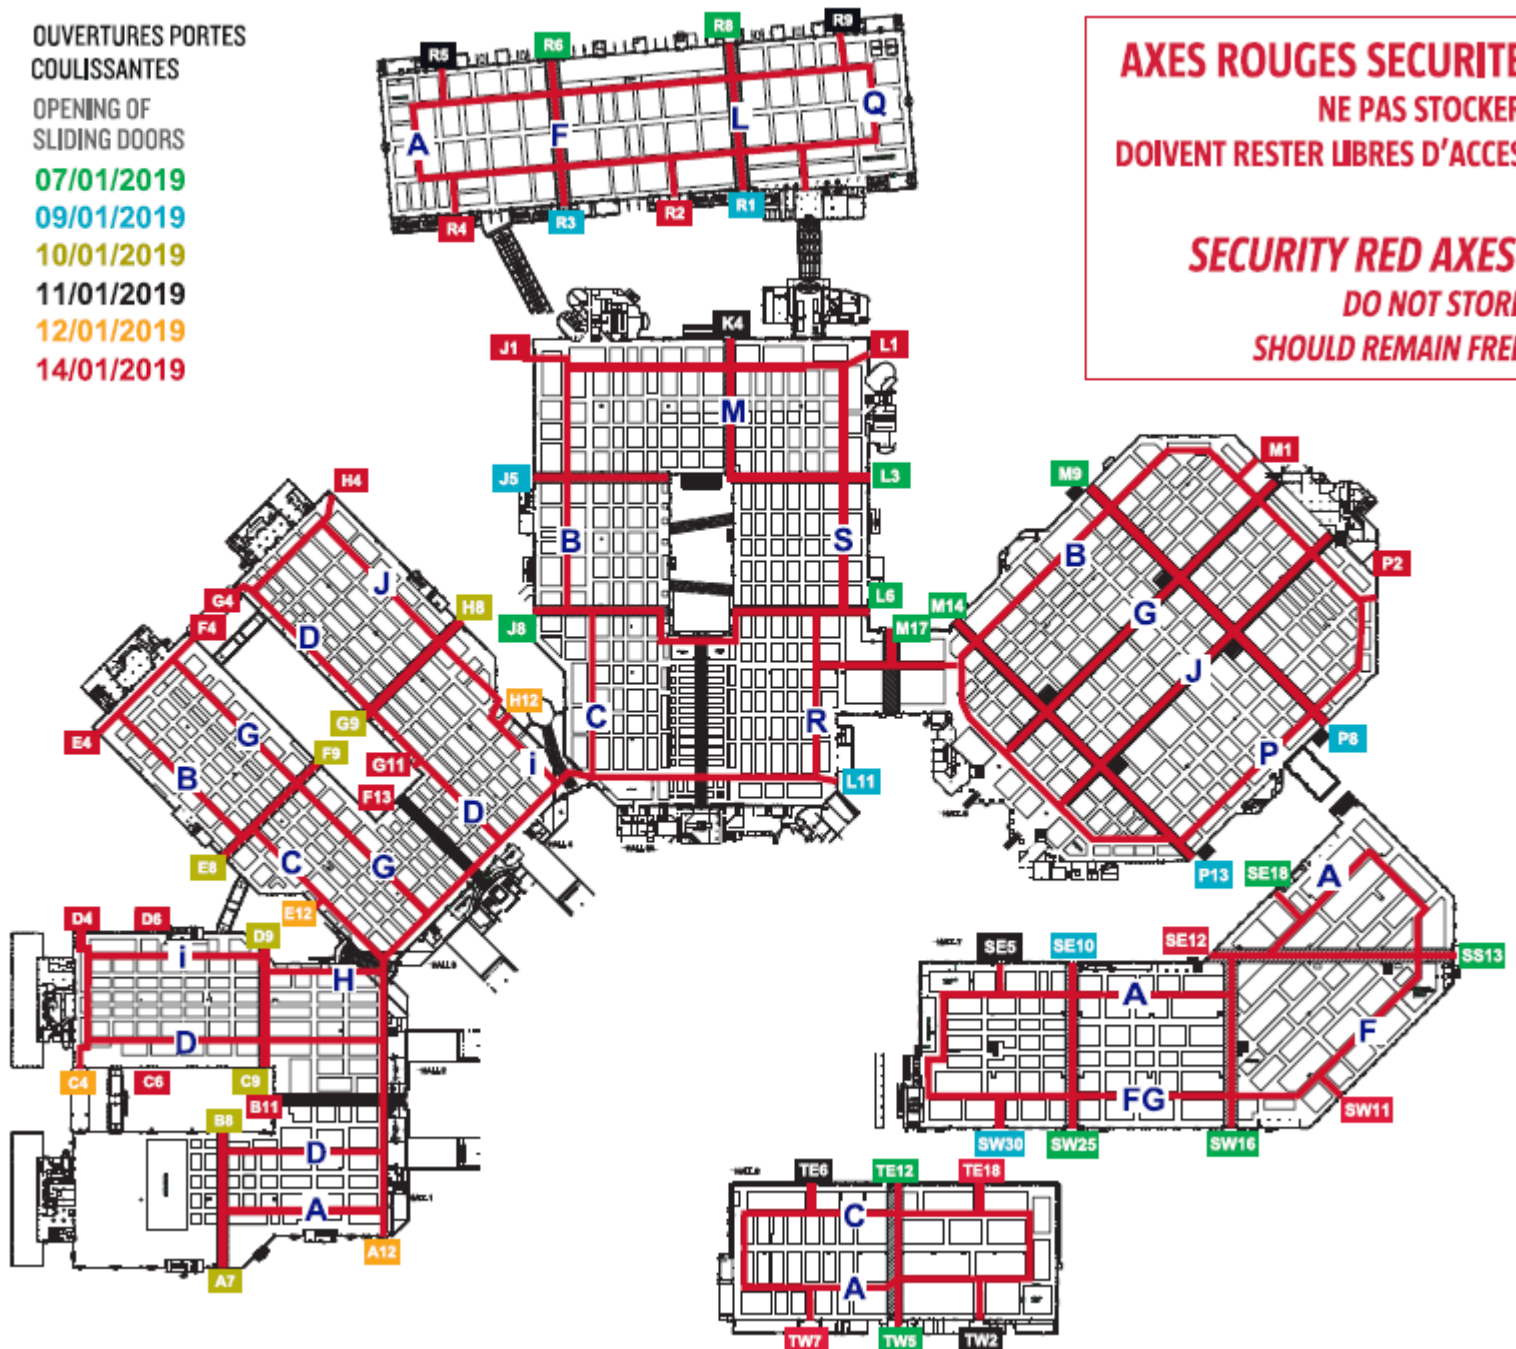 OUVERTURES PORTES
COULISSANTES
OPENING OF
SLIDING DOORS
07/01/2019
09/01/2019
10/01/2019
11/01/2019
12/01/2019
14/01/2019
AXES ROUGES SECURITE
NE PAS STOCKER
DOIVENT RESTER LIBRES D'ACCES
SECURITY RED AXES
DO NOT STORE
SHOULD REMAIN FREE
R5
R6
R8
R9
A
F
L
Q
R4
R3
R2
R1
J1
K4
L1
M
J5
L3
B
S
J8
L6
M17
C
R
L11
M9
M1
B
P2
M14
G
J
P
P8
P13
H4
J
G4
F4
D
H8
H12
G9
E4
G
F9
G11
i
B
F13
D
E8
C
G
E12
D4
D6
D9
i
H
D
C4
C6
C9
B11
B8
D
A
A7
A12
SE18
A
SE5
SE10
SE12
SS13
A
F
FG
SW11
SW30
SW25
SW16
TE6
TE12
TE18
C
A
TW7
TW5
TW2